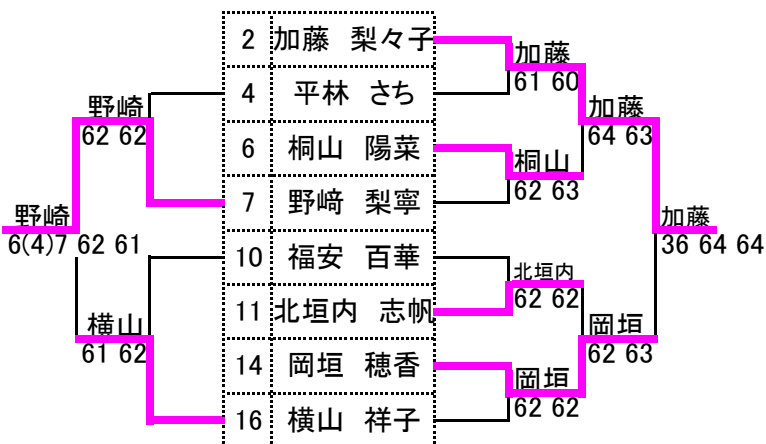 2 加藤 梨々子
4 平林 さち
6 桐山 陽菜
7 野﨑 梨寧
10 福安 百華
11 北垣内 志帆
14 岡垣 穂香
16 横山 祥子
加藤
61 60
桐山
62 63
北垣内
62 62
岡垣
62 62
加藤
64 63
岡垣
62 63
加藤
36 64 64
野崎
62 62
横山
61 62
野崎
6(4)7 62 61